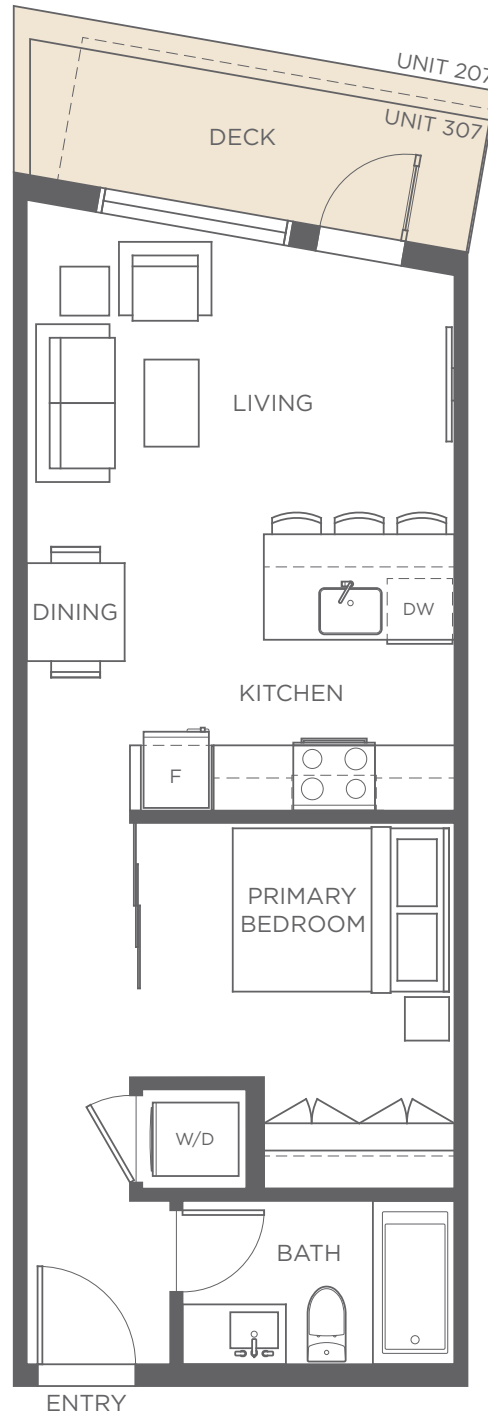 UNIT 207
UNIT 307
DECK
LIVING
DINING
DW
KITCHEN
F
PRIMARY
BEDROOM
W/D
BATH
ENTRY